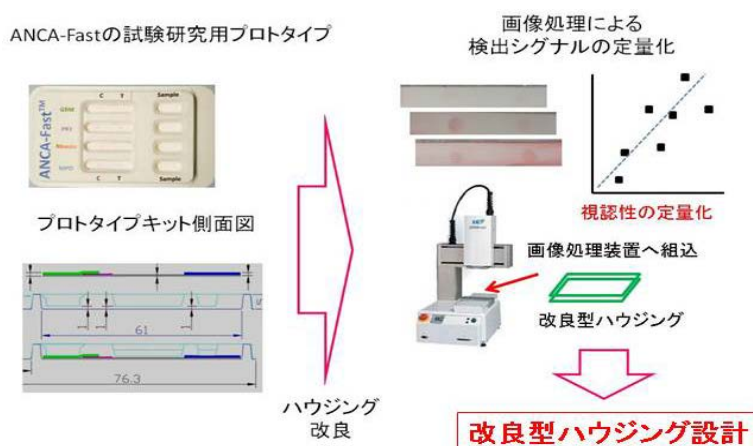 ANCA-Fastの試験研究用プロトタイプ
ANCA-Fast™
C T Sample
GBM
PR3
MPO
C T Sample
プロトタイプキット側面図
61
76.3
ハウジング
改良
画像処理による
検出シグナルの定量化
視認性の定量化
画像処理装置へ組込
改良型ハウジング
改良型ハウジング設計